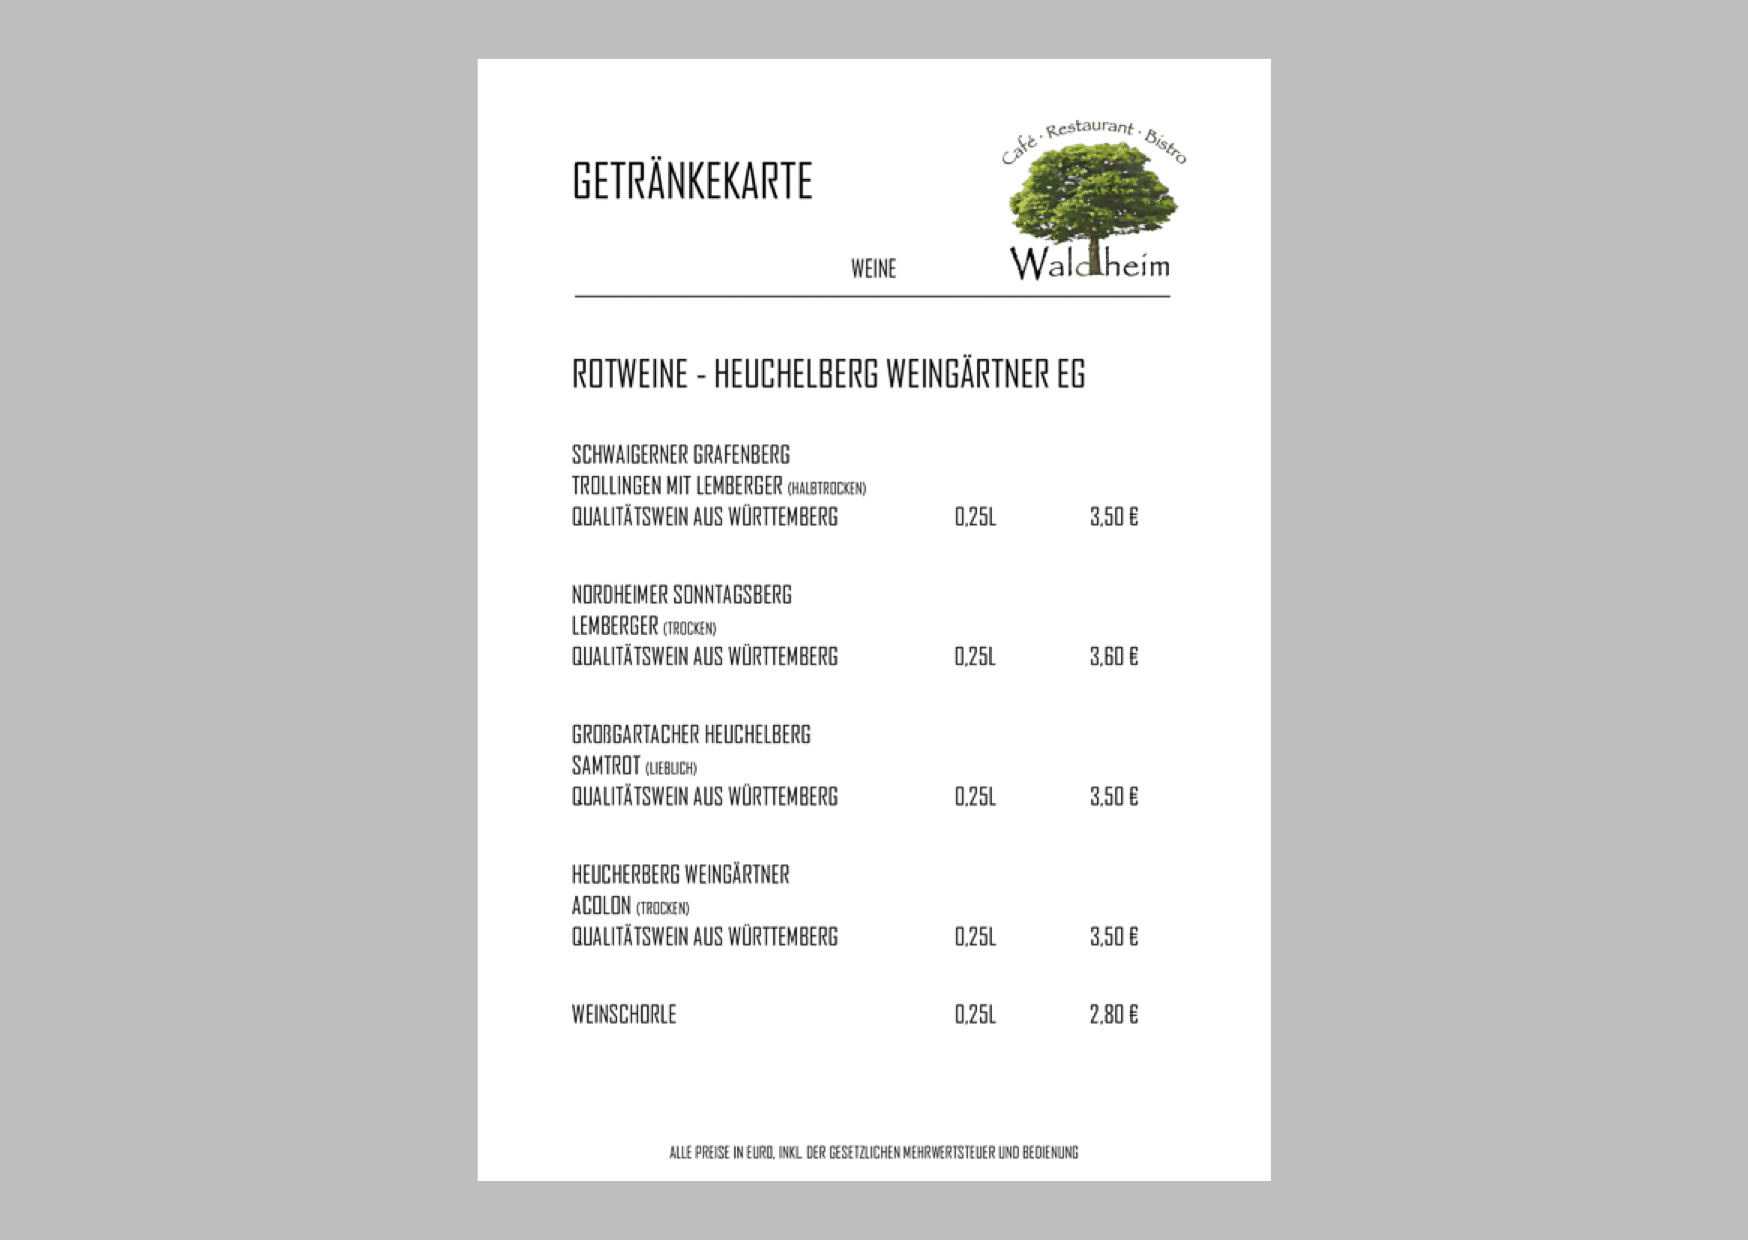 Café · Restaurant · Bistro
GETRÄNKEKARTE
Waldheim
WEINE
ROTWEINE - HEUCHELBERG WEINGÄRTNER EG
SCHWAIGERNER GRAFENBERG
TROLLINGEN MIT LEMBERGER (HALBTROCKEN)
QUALITÄTSWEIN AUS WÜRTTEMBERG 0,25L 3,50 €
NORDHEIMER SONNTAGSBERG
LEMBERGER (TROCKEN)
QUALITÄTSWEIN AUS WÜRTTEMBERG 0,25L 3,60 €
GROßGARTACHER HEUCHELBERG
SAMTROT (LIEBLICH)
QUALITÄTSWEIN AUS WÜRTTEMBERG 0,25L 3,50 €
HEUCHERBERG WEINGÄRTNER
ACOLON (TROCKEN)
QUALITÄTSWEIN AUS WÜRTTEMBERG 0,25L 3,50 €
WEINSCHORLE 0,25L 2,80 €
ALLE PREISE IN EURO, INKL. DER GESETZLICHEN MEHRWERTSTEUER UND BEDIENUNG